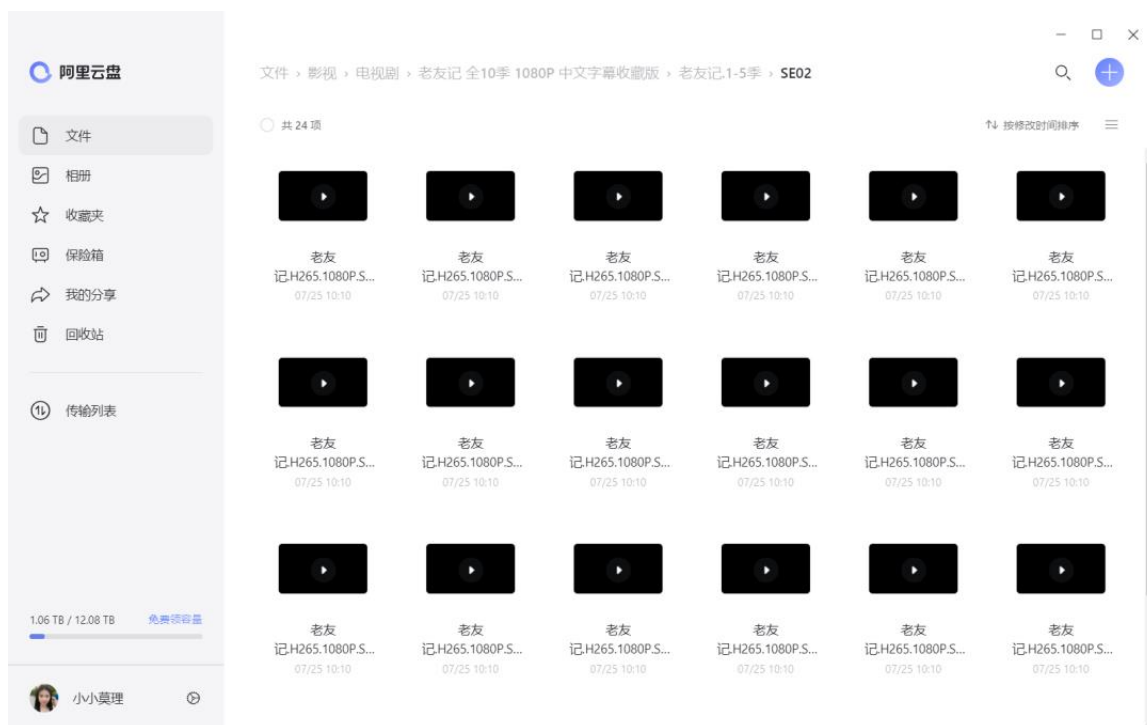 阿里云盘
文件 › 影视 › 电视剧 › 老友记 全10季 1080P 中文字幕收藏版 › 老友记.1-5季 › SE02
共 24 项
按修改时间排序
文件
相册
收藏夹
保险箱
我的分享
回收站
传输列表
老友 老友 老友 老友 老友 老友
记.H265.1080P.S... 记.H265.1080P.S... 记.H265.1080P.S... 记.H265.1080P.S... 记.H265.1080P.S... 记.H265.1080P.S...
07/25 10:10 07/25 10:10 07/25 10:10 07/25 10:10 07/25 10:10 07/25 10:10
老友 老友 老友 老友 老友 老友
记.H265.1080P.S... 记.H265.1080P.S... 记.H265.1080P.S... 记.H265.1080P.S... 记.H265.1080P.S... 记.H265.1080P.S...
07/25 10:10 07/25 10:10 07/25 10:10 07/25 10:10 07/25 10:10 07/25 10:10
老友 老友 老友 老友 老友 老友
记.H265.1080P.S... 记.H265.1080P.S... 记.H265.1080P.S... 记.H265.1080P.S... 记.H265.1080P.S... 记.H265.1080P.S...
07/25 10:10 07/25 10:10 07/25 10:10 07/25 10:10 07/25 10:10 07/25 10:10
1.06 TB / 12.08 TB 免费领容量
小小莫理